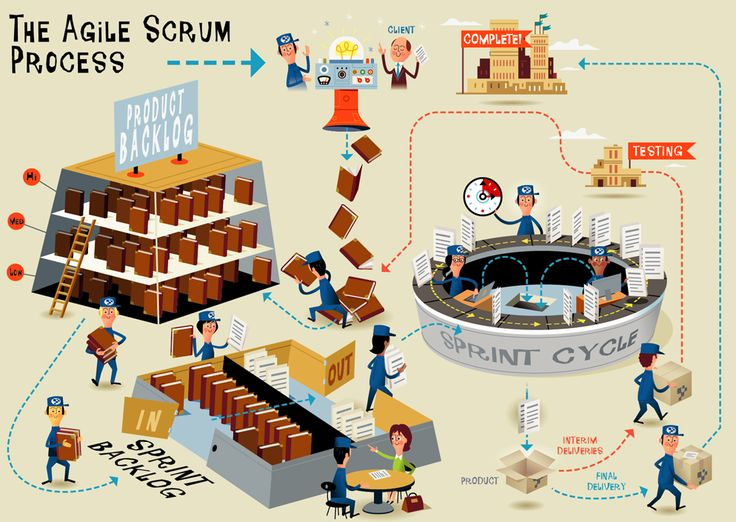 THE AGILE SCRUM
PROCESS
CLIENT
COMPLETE!
PRODUCT
BACKLOG
TESTING
HI
MED
LOW
SPRINT CYCLE
OUT
IN
SPRINT
BACKLOG
INTERIM
DELIVERIES
PRODUCT
FINAL
DELIVERY